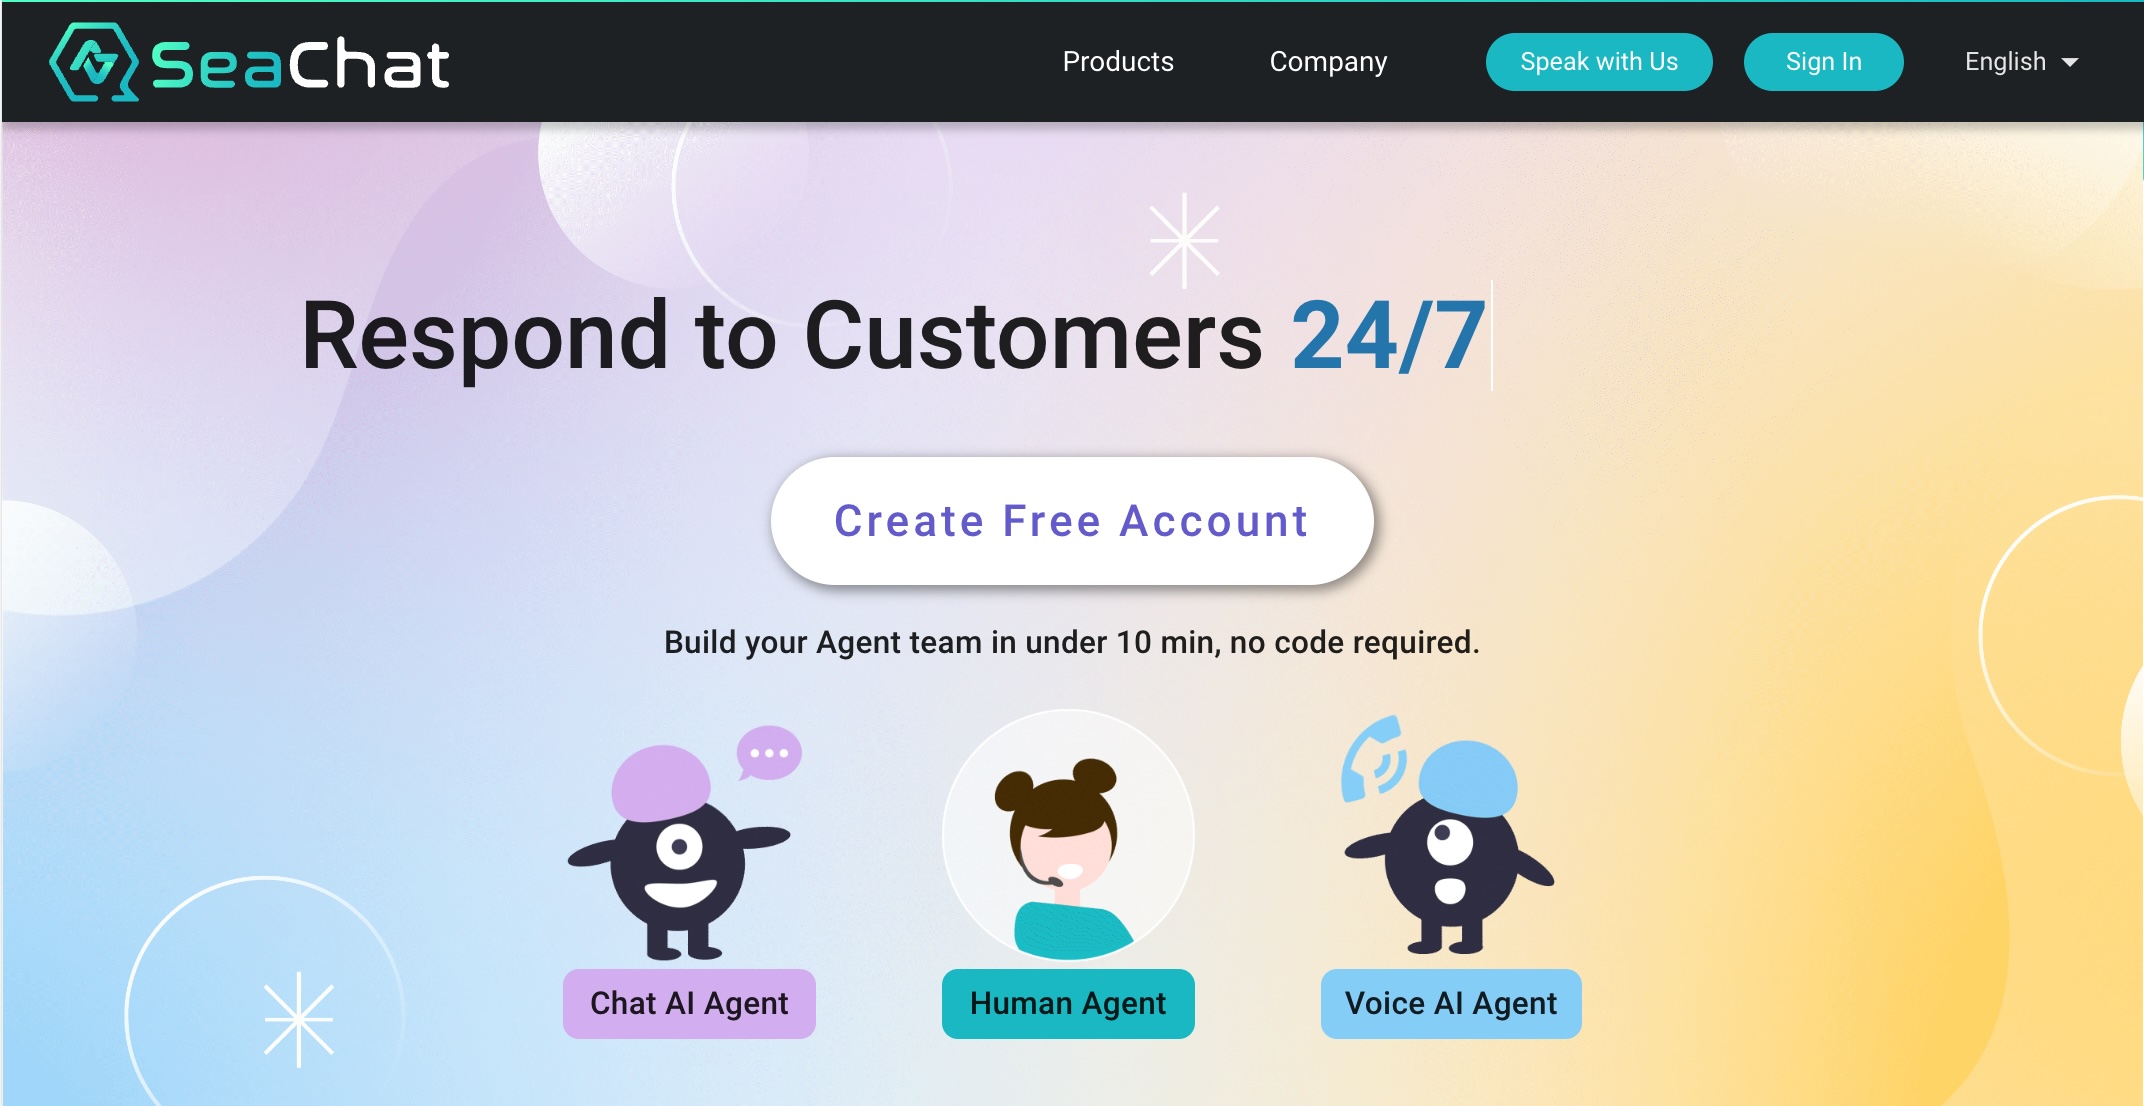 SeaChat
Products
Company
Speak with Us
Sign In
English
Respond to Customers 24/7
Create Free Account
Build your Agent team in under 10 min, no code required.
Chat AI Agent
Human Agent
Voice AI Agent